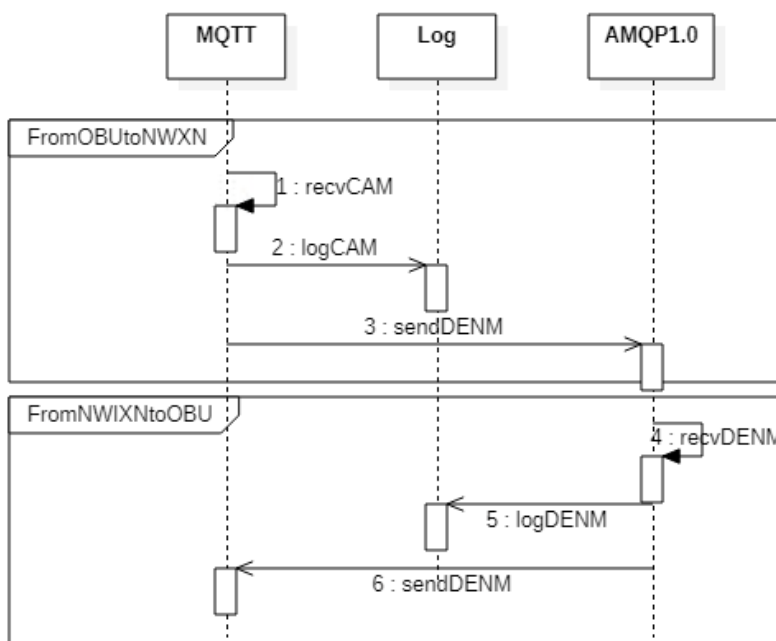 MQTT
Log
AMQP1.0
FromOBUtoNWXN
1 : recvCAM
2 : logCAM
3 : sendDENM
FromNWIXNtoOBU
4 : recvDENM
5 : logDENM
6 : sendDENM